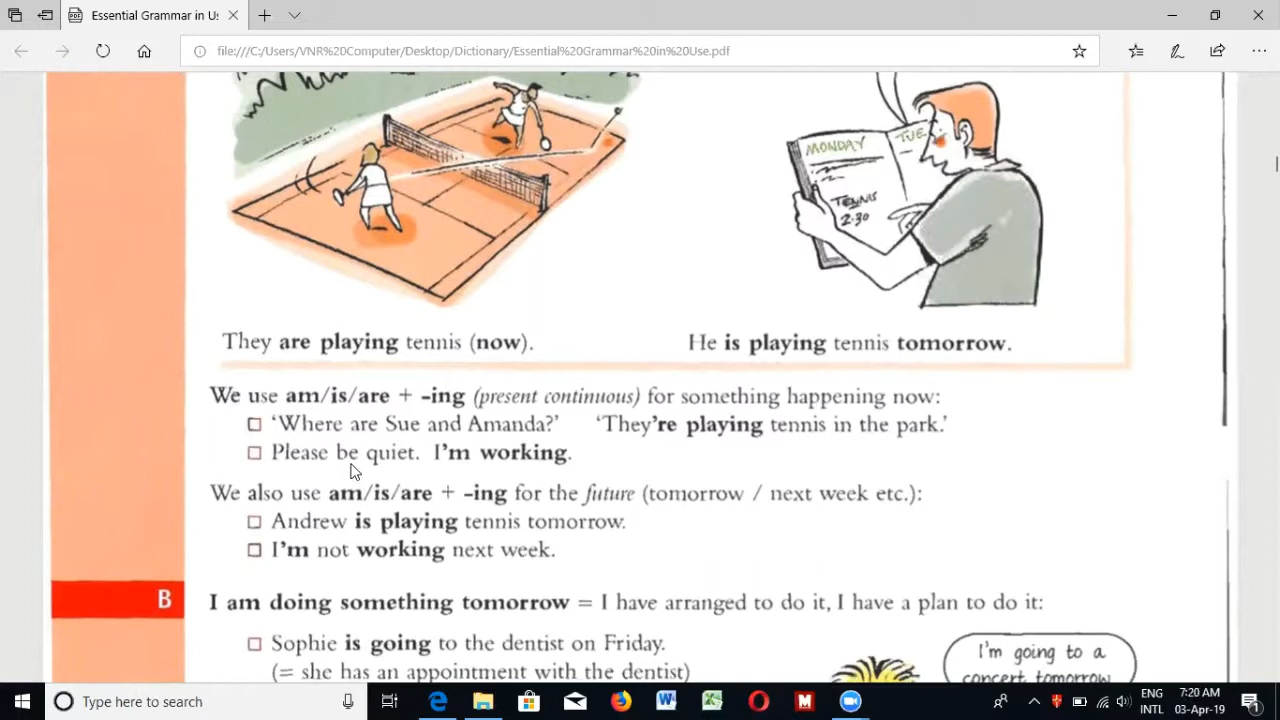 Essential Grammar in Us
file:///C:/Users/VNR%20Computer/Desktop/Dictionary/Essential%20Grammar%20in%20Use.pdf
MONDAY
TUE
TENNIS
2.30
They are playing tennis (now).
He is playing tennis tomorrow.
We use am/is/are + -ing (present continuous) for something happening now:
'Where are Sue and Amanda?' 'They're playing tennis in the park.'
Please be quiet. I'm working.
We also use am/is/are + -ing for the future (tomorrow / next week etc.):
Andrew is playing tennis tomorrow.
I'm not working next week.
B
I am doing something tomorrow = I have arranged to do it, I have a plan to do it:
Sophie is going to the dentist on Friday.
(= she has an appointment with the dentist)
I'm going to a
concert tomorrow
Type here to search
ENG
INTL
7:20 AM
03-Apr-19